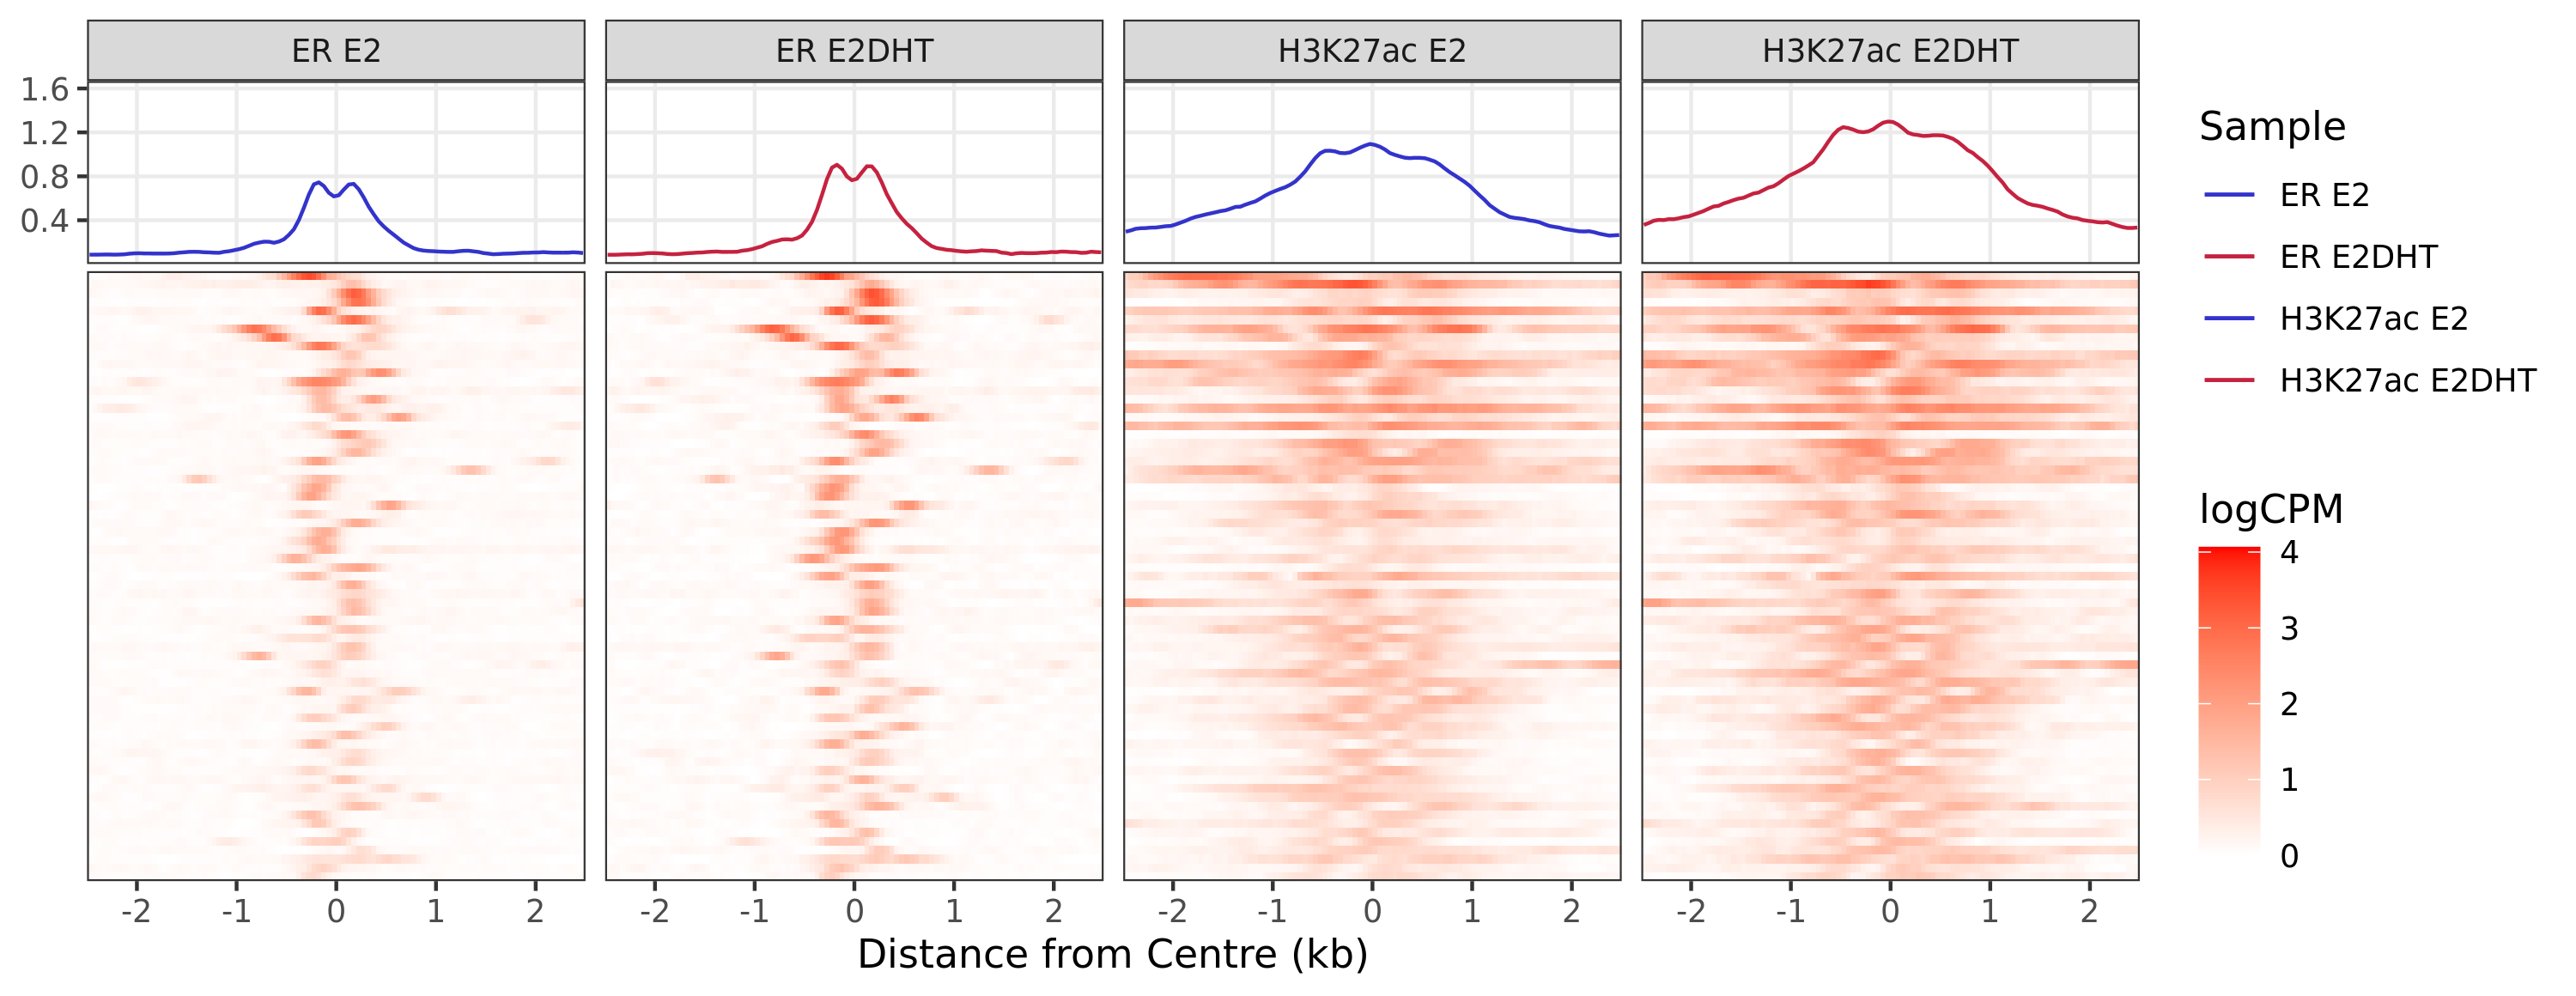 ER E2
ER E2DHT
H3K27ac E2
H3K27ac E2DHT
1.6
1.2
0.8
0.4
-2 -1 0 1 2
-2 -1 0 1 2
-2 -1 0 1 2
-2 -1 0 1 2
Distance from Centre (kb)
Sample
ER E2
ER E2DHT
H3K27ac E2
H3K27ac E2DHT
logCPM
4
3
2
1
0